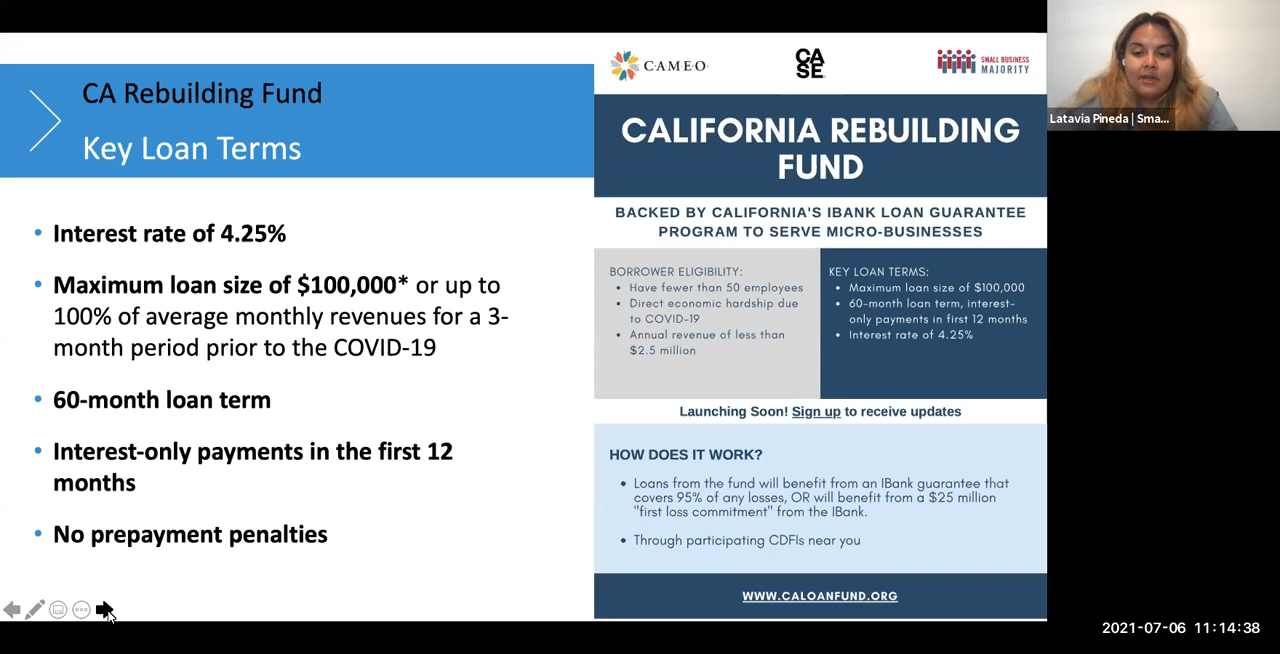 CA Rebuilding Fund
Key Loan Terms
• Interest rate of 4.25%
• Maximum loan size of $100,000* or up to
100% of average monthly revenues for a 3-
month period prior to the COVID-19
• 60-month loan term
• Interest-only payments in the first 12
months
• No prepayment penalties
CAMEO
CA
SE
SMALL BUSINESS
MAJORITY
CALIFORNIA REBUILDING
FUND
BACKED BY CALIFORNIA'S IBANK LOAN GUARANTEE
PROGRAM TO SERVE MICRO-BUSINESSES
BORROWER ELIGIBILITY:
• Have fewer than 50 employees
• Direct economic hardship due
to COVID-19
• Annual revenue of less than
$2.5 million
KEY LOAN TERMS:
• Maximum loan size of $100,000
• 60-month loan term, interest-
only payments in first 12 months
• Interest rate of 4.25%
Launching Soon! Sign up to receive updates
HOW DOES IT WORK?
• Loans from the fund will benefit from an IBank guarantee that
covers 95% of any losses, OR will benefit from a $25 million
"first loss commitment" from the IBank.
• Through participating CDFIs near you
WWW.CALOANFUND.ORG
Latavia Pineda | Sma...
2021-07-06 11:14:38